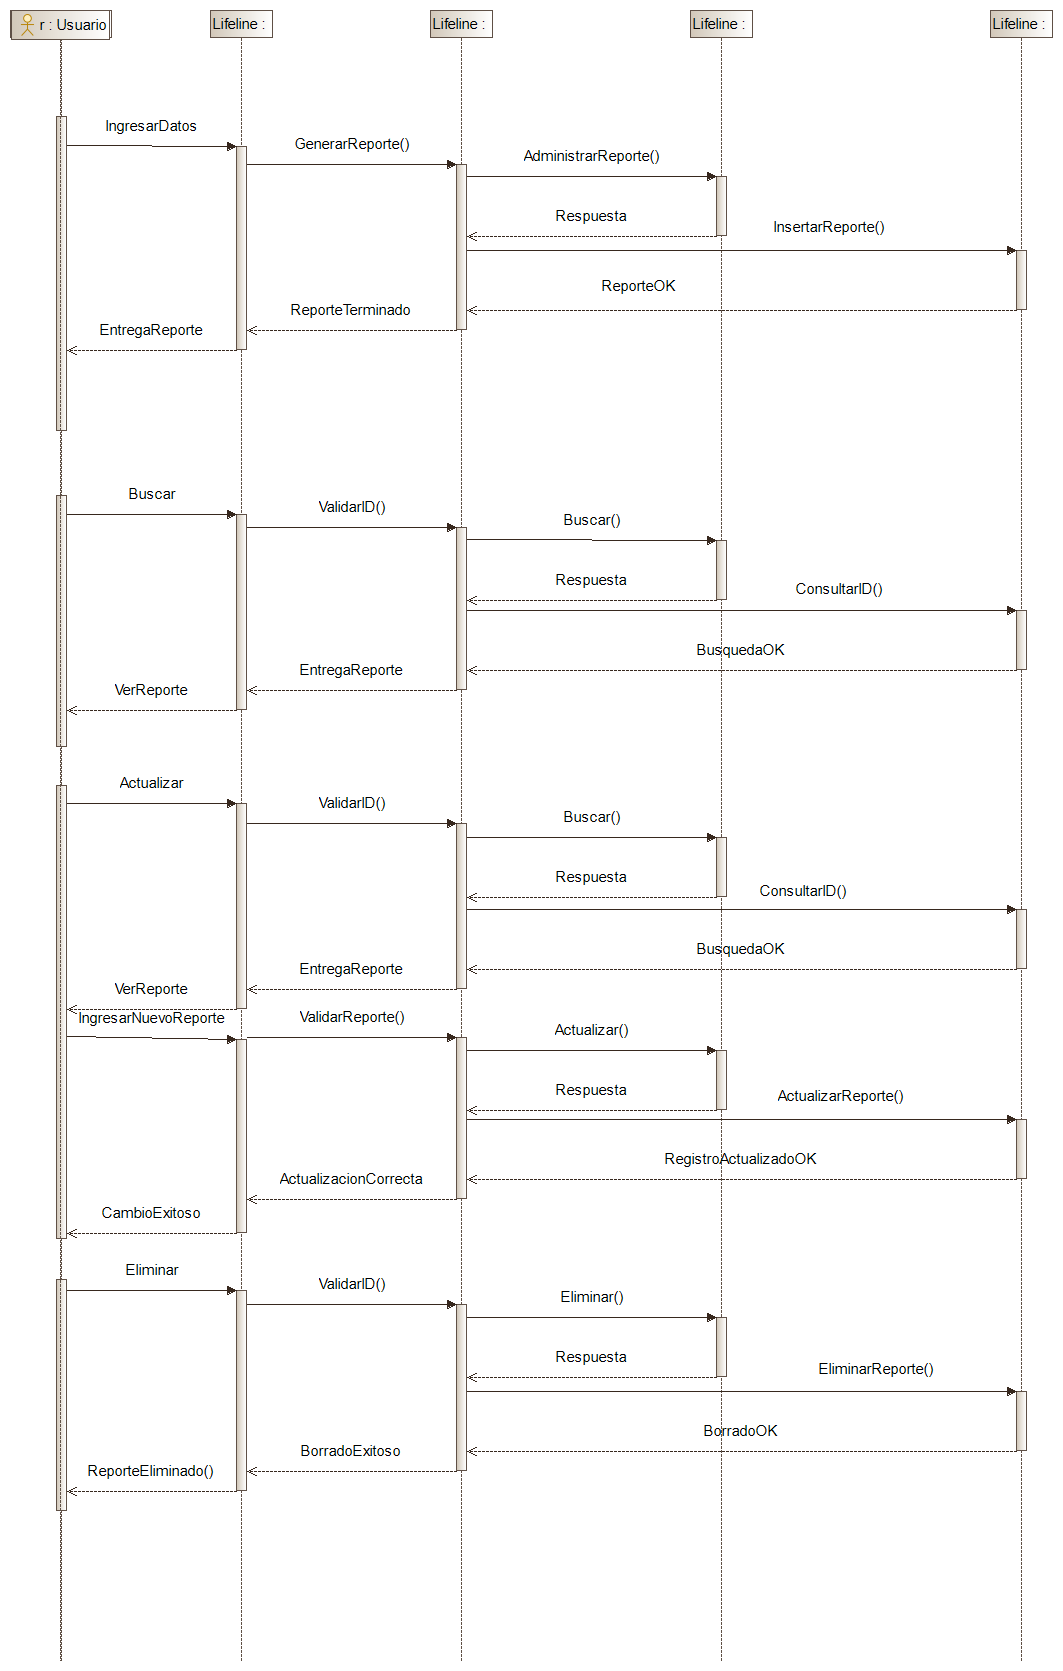 r : Usuario
Lifeline :
Lifeline :
Lifeline :
Lifeline :
IngresarDatos
GenerarReporte()
AdministrarReporte()
Respuesta
InsertarReporte()
ReporteOK
ReporteTerminado
EntregaReporte
Buscar
ValidarID()
Buscar()
Respuesta
ConsultarID()
BusquedaOK
EntregaReporte
VerReporte
Actualizar
ValidarID()
Buscar()
Respuesta
ConsultarID()
BusquedaOK
EntregaReporte
VerReporte
IngresarNuevoReporte
ValidarReporte()
Actualizar()
Respuesta
ActualizarReporte()
RegistroActualizadoOK
ActualizacionCorrecta
CambioExitoso
Eliminar
ValidarID()
Eliminar()
Respuesta
EliminarReporte()
BorradoOK
BorradoExitoso
ReporteEliminado()